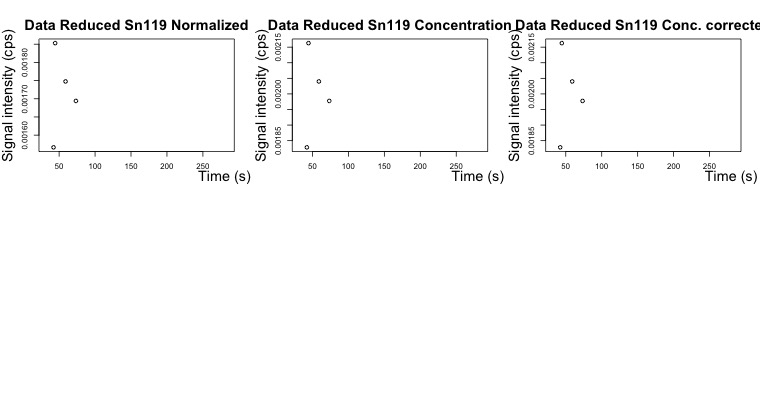 Data Reduced Sn119 Normalized
Signal intensity (cps)
0.00160 0.00170 0.00180
50 100 150 200 250
Time (s)
Data Reduced Sn119 Concentration
Signal intensity (cps)
0.00185 0.00200 0.00215
50 100 150 200 250
Time (s)
Data Reduced Sn119 Conc. correcte
Signal intensity (cps)
0.00185 0.00200 0.00215
50 100 150 200 250
Time (s)